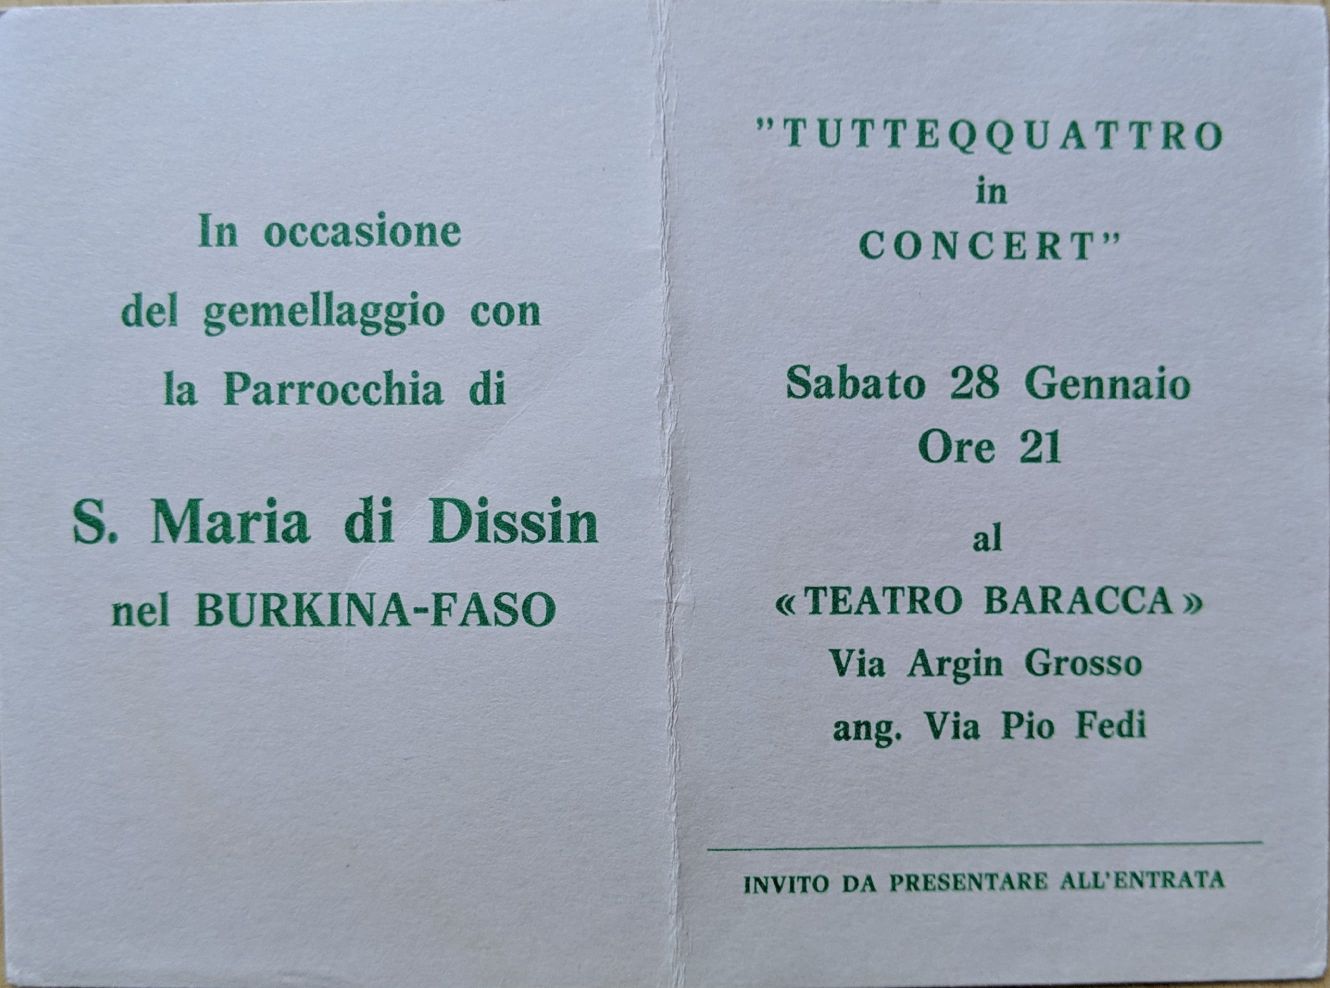 In occasione
del gemellaggio con
la Parrocchia di
S. Maria di Dissin
nel BURKINA-FASO
”TUTTEQQUATTRO
in
CONCERT”
Sabato 28 Gennaio
Ore 21
al
«TEATRO BARACCA»
Via Argin Grosso
ang. Via Pio Fedi
INVITO DA PRESENTARE ALL'ENTRATA